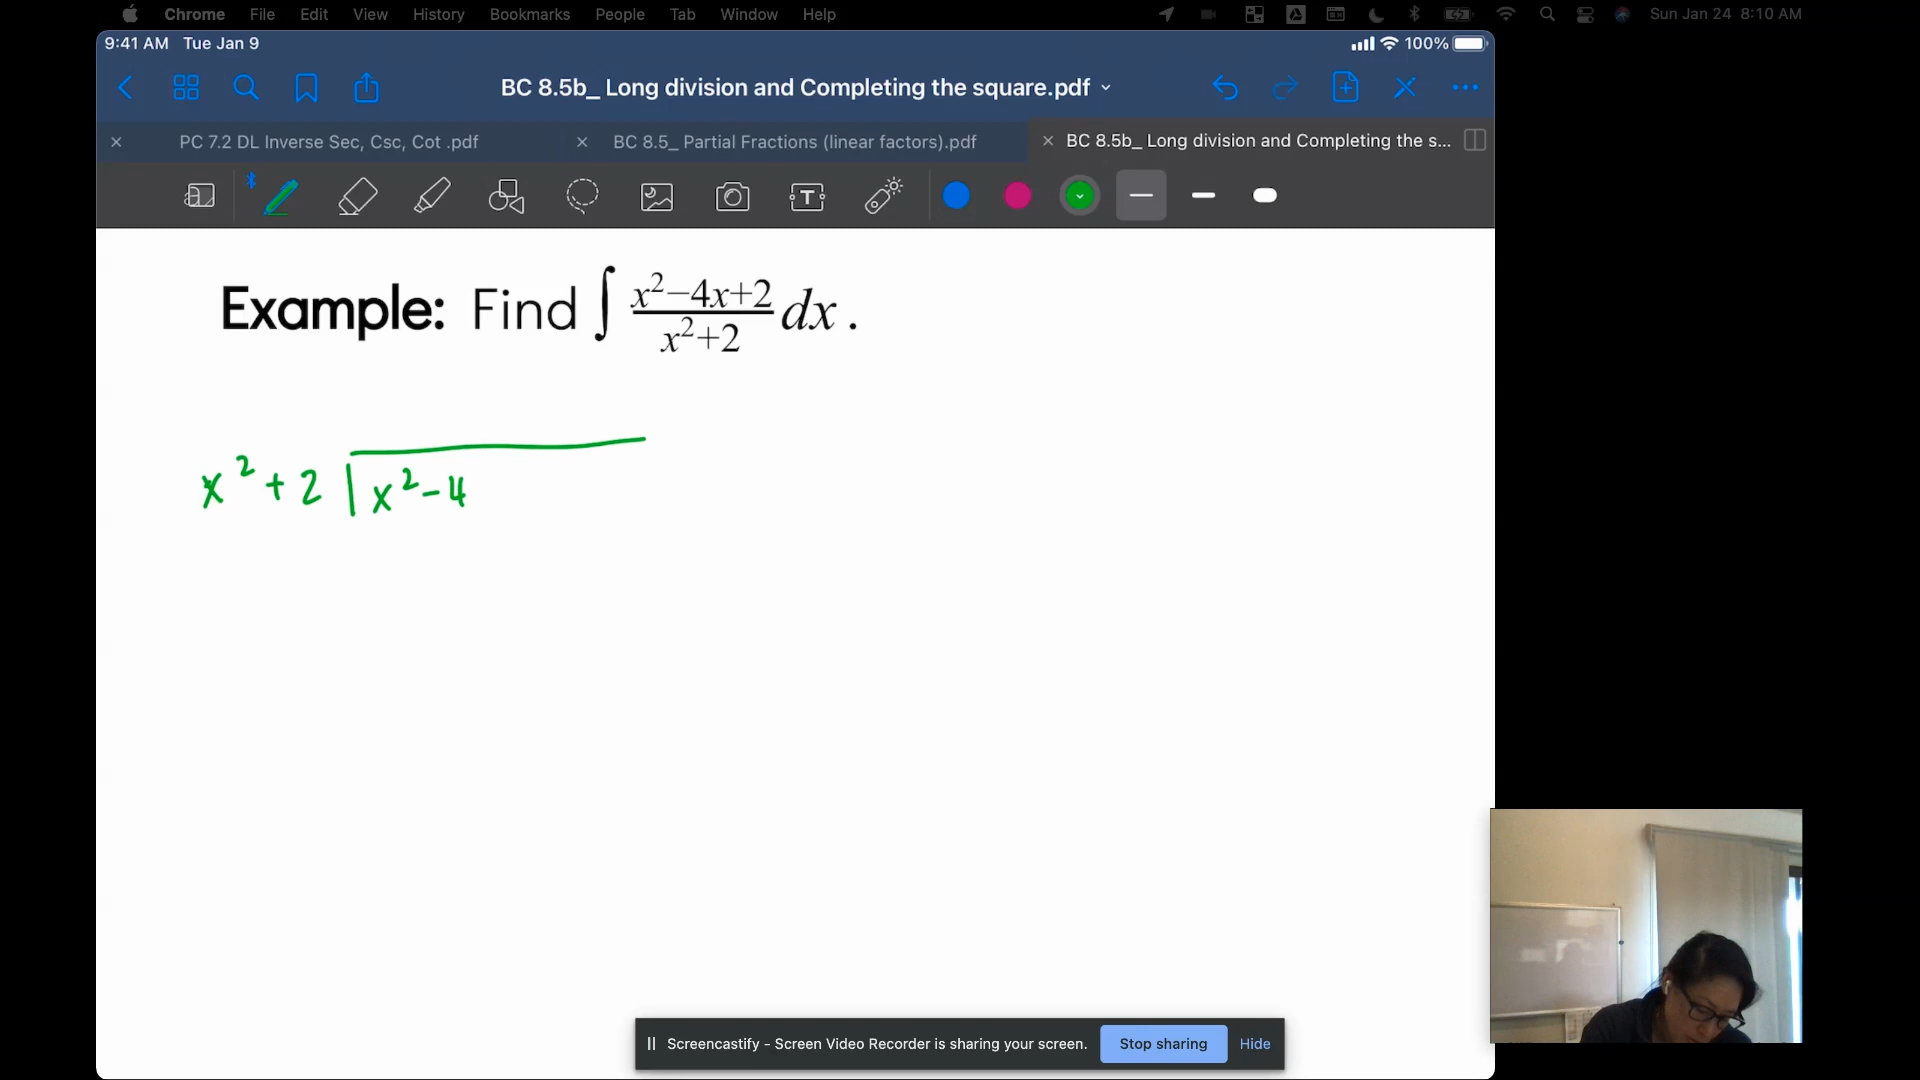 Chrome File Edit View History Bookmarks People Tab Window Help Sun Jan 24 8:10 AM
9:41 AM Tue Jan 9 100%
BC 8.5b_ Long division and Completing the square.pdf
PC 7.2 DL Inverse Sec, Csc, Cot .pdf BC 8.5_ Partial Fractions (linear factors).pdf BC 8.5b_ Long division and Completing the s...
T
Example: Find ∫ (x²−4x+2)/(x²+2) dx .
x² + 2 | x² − 4
Screencastify - Screen Video Recorder is sharing your screen. Stop sharing Hide